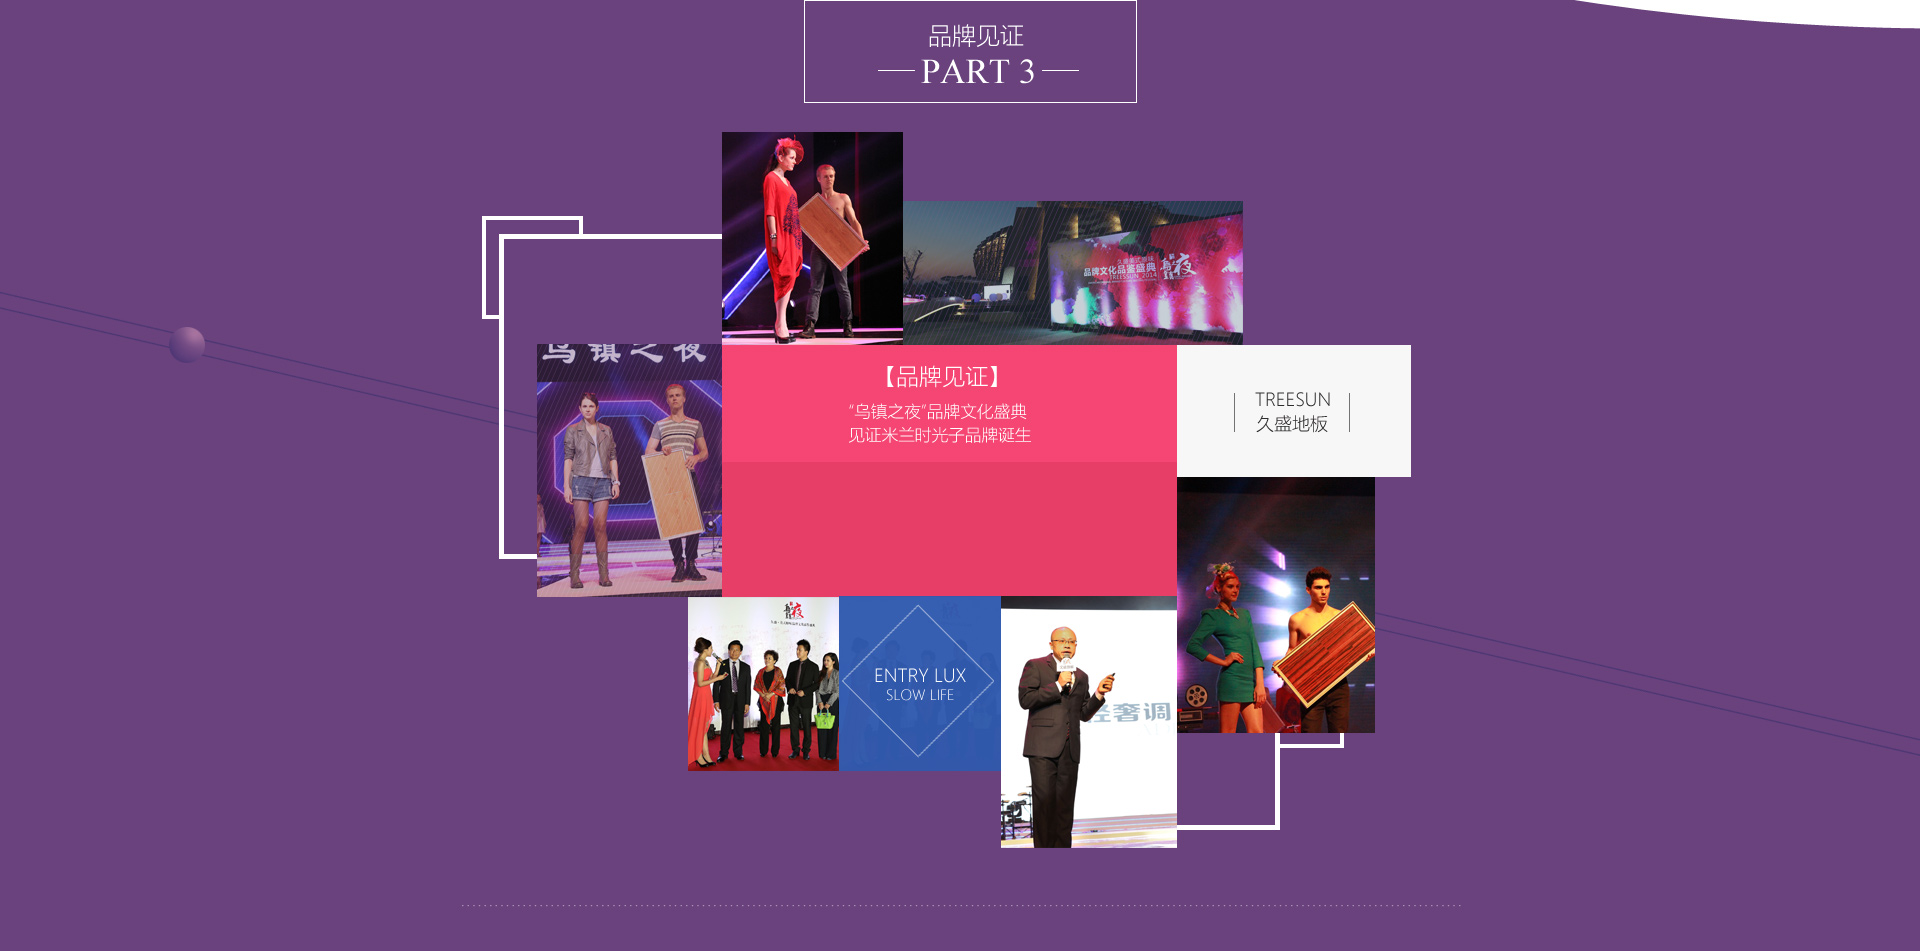 品牌见证
PART 3
品牌文化品鉴盛典
TREESSUN 2014
乌镇之夜
【品牌见证】
“乌镇之夜”品牌文化盛典
见证米兰时光子品牌诞生
TREESUN
久盛地板
夜
ENTRY LUX
SLOW LIFE
轻奢调